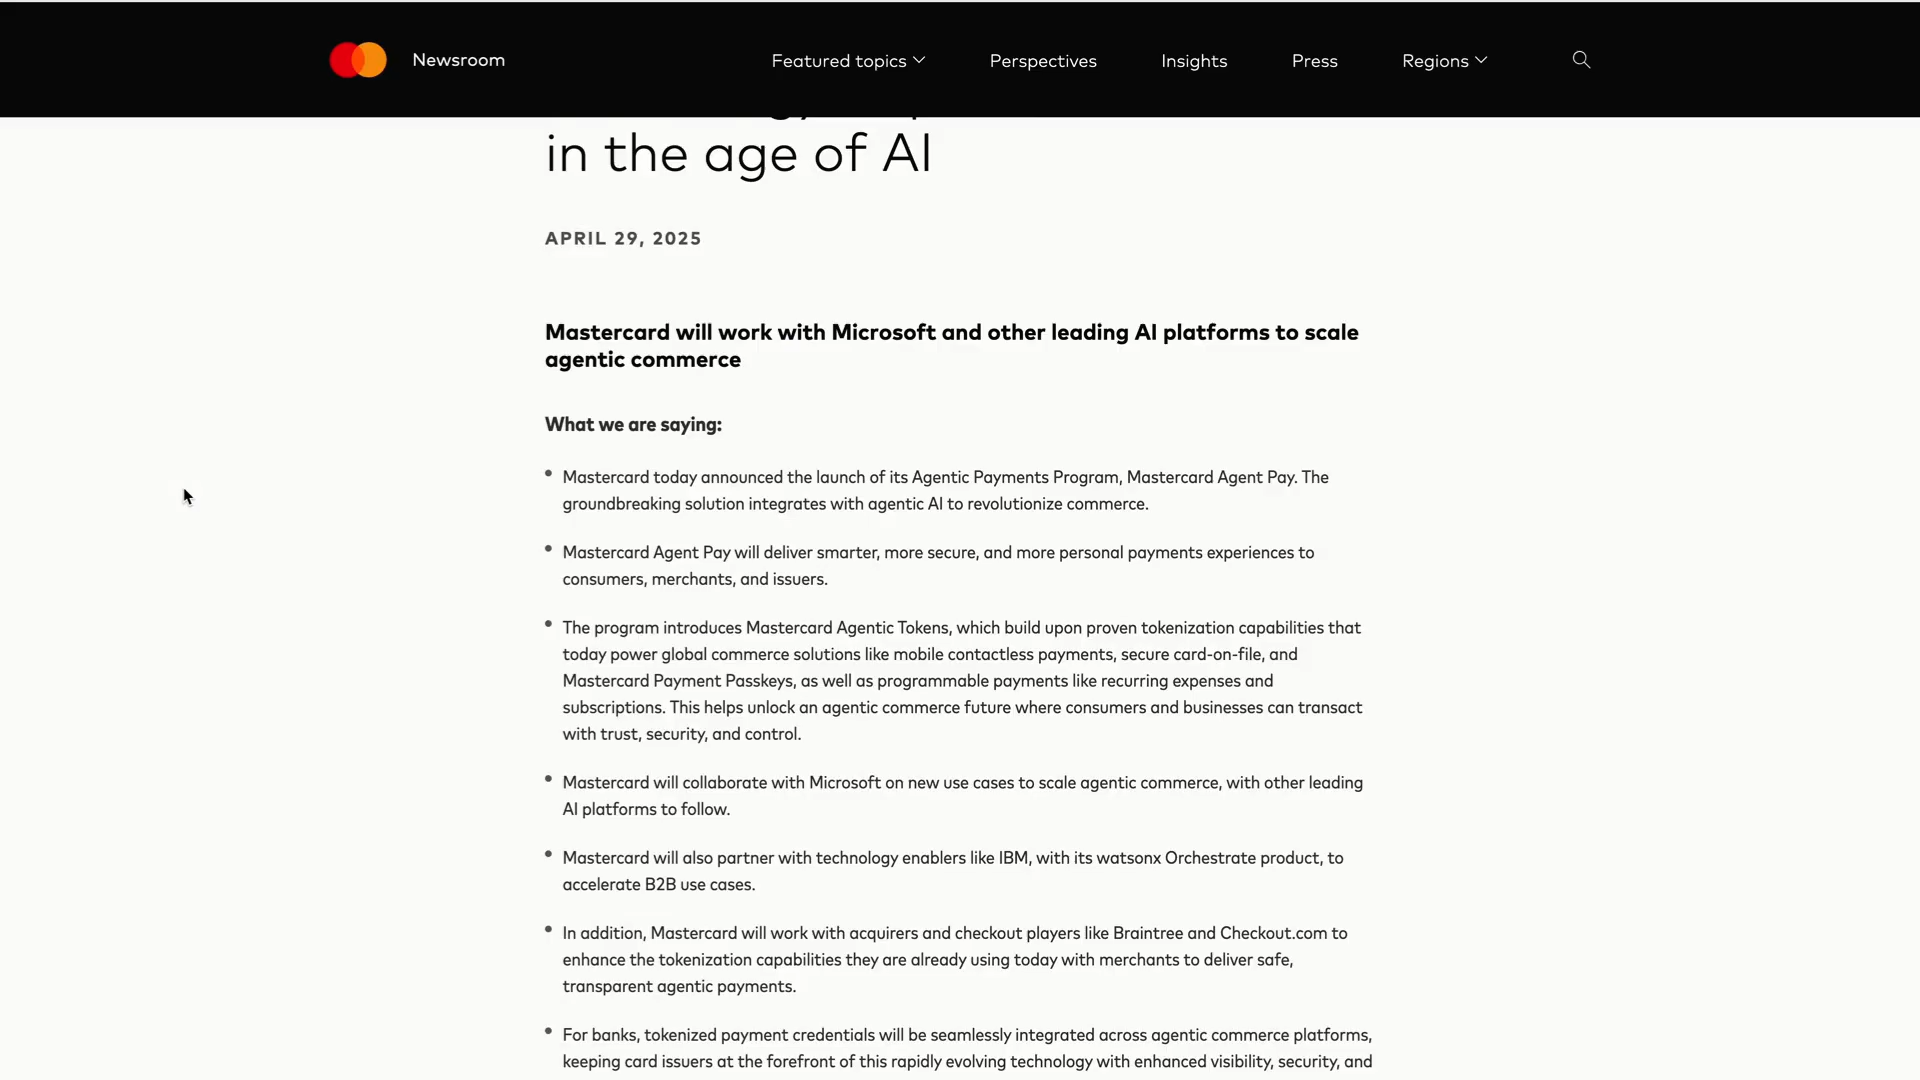 Newsroom
Featured topics
Perspectives
Insights
Press
Regions
in the age of AI
APRIL 29, 2025
Mastercard will work with Microsoft and other leading AI platforms to scale
agentic commerce
What we are saying:
• Mastercard today announced the launch of its Agentic Payments Program, Mastercard Agent Pay. The
groundbreaking solution integrates with agentic AI to revolutionize commerce.
• Mastercard Agent Pay will deliver smarter, more secure, and more personal payments experiences to
consumers, merchants, and issuers.
• The program introduces Mastercard Agentic Tokens, which build upon proven tokenization capabilities that
today power global commerce solutions like mobile contactless payments, secure card-on-file, and
Mastercard Payment Passkeys, as well as programmable payments like recurring expenses and
subscriptions. This helps unlock an agentic commerce future where consumers and businesses can transact
with trust, security, and control.
• Mastercard will collaborate with Microsoft on new use cases to scale agentic commerce, with other leading
AI platforms to follow.
• Mastercard will also partner with technology enablers like IBM, with its watsonx Orchestrate product, to
accelerate B2B use cases.
• In addition, Mastercard will work with acquirers and checkout players like Braintree and Checkout.com to
enhance the tokenization capabilities they are already using today with merchants to deliver safe,
transparent agentic payments.
• For banks, tokenized payment credentials will be seamlessly integrated across agentic commerce platforms,
keeping card issuers at the forefront of this rapidly evolving technology with enhanced visibility, security, and